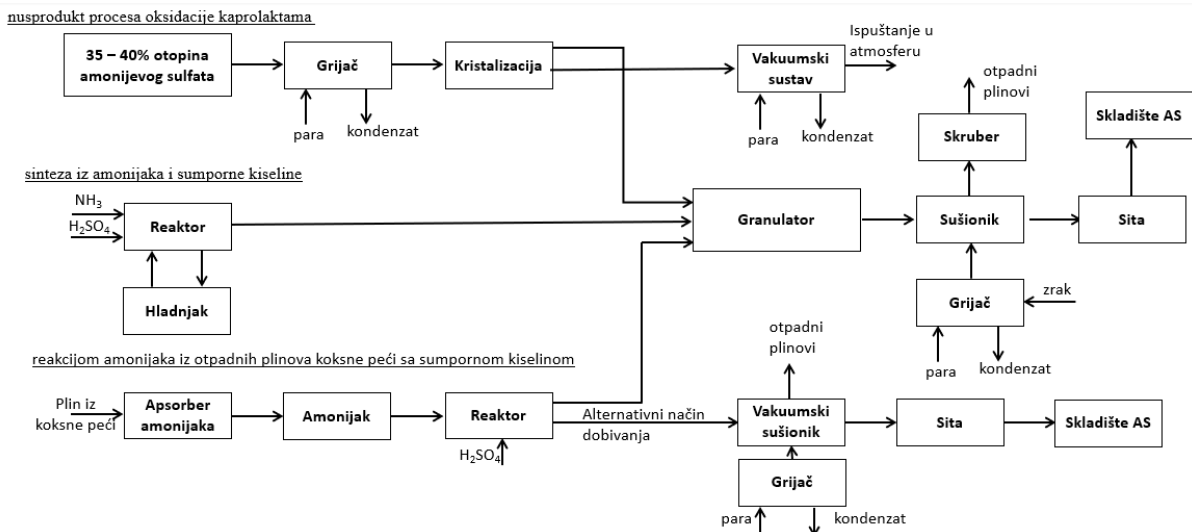 nusprodukt procesa oksidacije kaprolaktama
35 – 40% otopina
amonijevog sulfata
Grijač
Kristalizacija
Vakuumski
sustav
Ispuštanje u
atmosferu
para
kondenzat
para
kondenzat
otpadni
plinovi
Skruber
Skladište AS
sinteza iz amonijaka i sumporne kiseline
NH₃
H₂SO₄
Reaktor
Granulator
Sušionik
Sita
Hladnjak
Grijač
zrak
para
kondenzat
reakcijom amonijaka iz otpadnih plinova koksne peći sa sumpornom kiselinom
otpadni
plinovi
Plin iz
koksne peći
Apsorber
amonijaka
Amonijak
Reaktor
H₂SO₄
Alternativni način
dobivanja
Vakuumski
sušionik
Sita
Skladište AS
Grijač
para
kondenzat